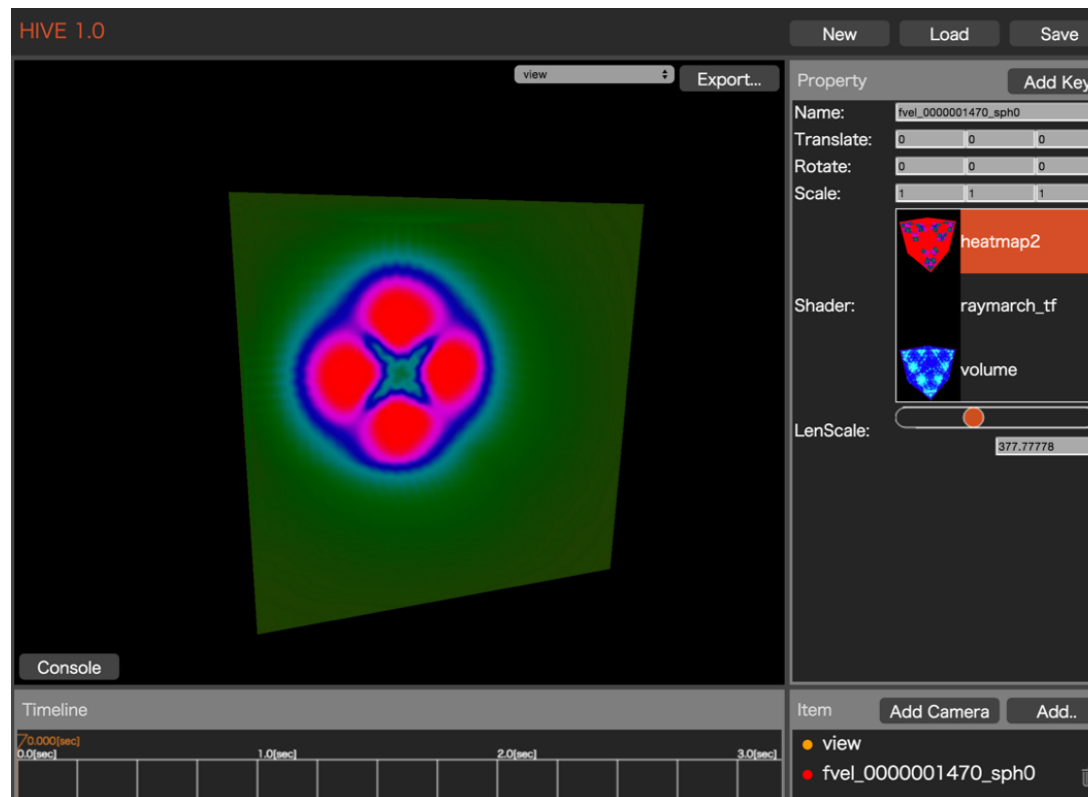 HIVE 1.0
New Load Save
view Export...
Property Add Key
Name: fvel_0000001470_sph0
Translate: 0 0 0
Rotate: 0 0 0
Scale: 1 1 1
heatmap2
Shader: raymarch_tf
volume
LenScale:
377.77778
Console
Timeline
0.000[sec]
0.0[sec] 1.0[sec] 2.0[sec] 3.0[sec]
Item Add Camera Add..
view
fvel_0000001470_sph0